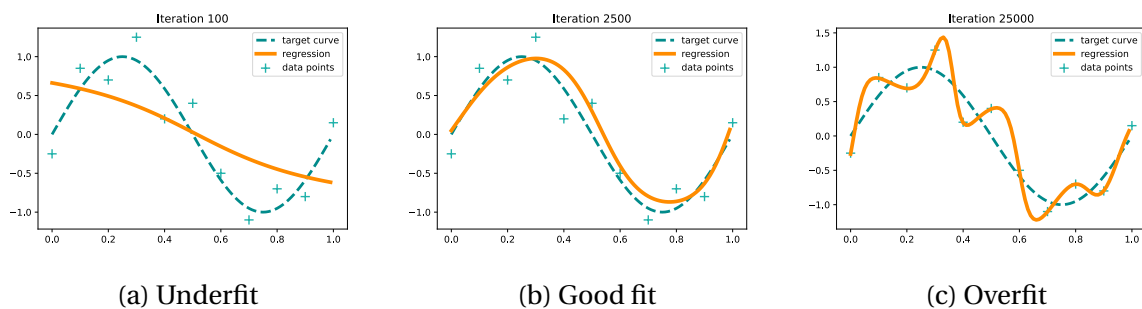 Iteration 100
target curve
regression
data points
1.0
0.5
0.0
−0.5
−1.0
0.0 0.2 0.4 0.6 0.8 1.0
(a) Underfit
Iteration 2500
target curve
regression
data points
1.0
0.5
0.0
−0.5
−1.0
0.0 0.2 0.4 0.6 0.8 1.0
(b) Good fit
Iteration 25000
target curve
regression
data points
1.5
1.0
0.5
0.0
−0.5
−1.0
0.0 0.2 0.4 0.6 0.8 1.0
(c) Overfit